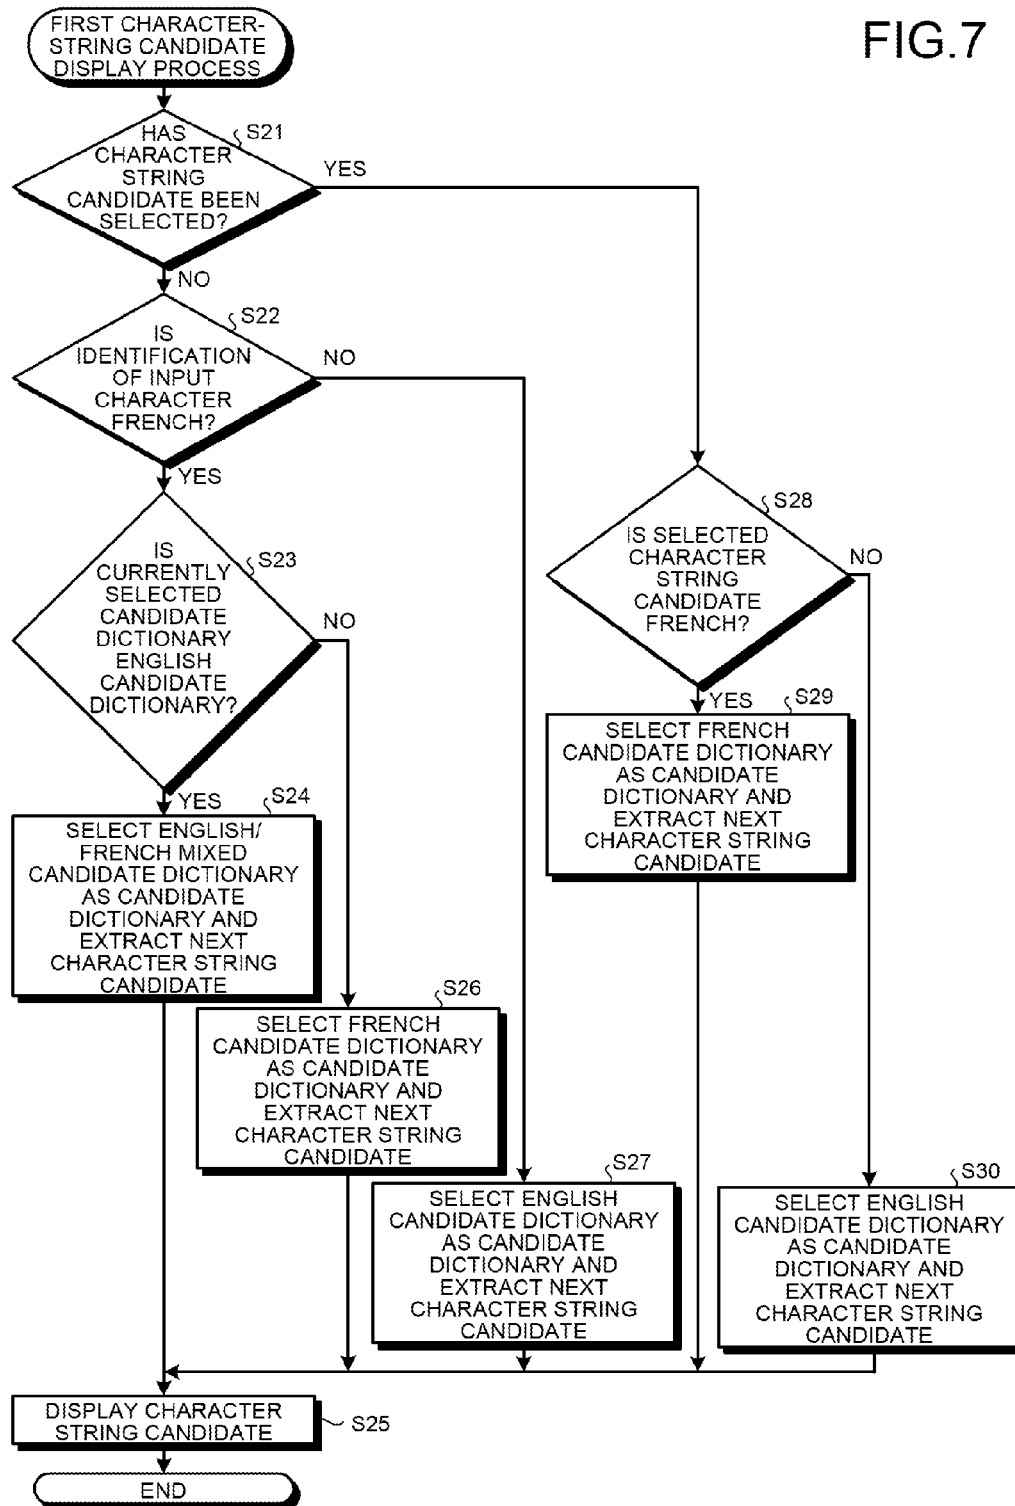 FIG.7
FIRST CHARACTER-
STRING CANDIDATE
DISPLAY PROCESS
S21
HAS
CHARACTER
STRING
CANDIDATE BEEN
SELECTED?
YES
NO
S22
IS
IDENTIFICATION
OF INPUT
CHARACTER
FRENCH?
NO
YES
S23
IS
CURRENTLY
SELECTED
CANDIDATE
DICTIONARY
ENGLISH
CANDIDATE
DICTIONARY?
NO
YES
S28
IS SELECTED
CHARACTER
STRING
CANDIDATE
FRENCH?
NO
YES
S29
SELECT FRENCH
CANDIDATE DICTIONARY
AS CANDIDATE
DICTIONARY AND
EXTRACT NEXT
CHARACTER STRING
CANDIDATE
S24
SELECT ENGLISH/
FRENCH MIXED
CANDIDATE DICTIONARY
AS CANDIDATE
DICTIONARY AND
EXTRACT NEXT
CHARACTER STRING
CANDIDATE
S26
SELECT FRENCH
CANDIDATE DICTIONARY
AS CANDIDATE
DICTIONARY AND
EXTRACT NEXT
CHARACTER STRING
CANDIDATE
S27
SELECT ENGLISH
CANDIDATE DICTIONARY
AS CANDIDATE
DICTIONARY AND
EXTRACT NEXT
CHARACTER STRING
CANDIDATE
S30
SELECT ENGLISH
CANDIDATE DICTIONARY
AS CANDIDATE
DICTIONARY AND
EXTRACT NEXT
CHARACTER STRING
CANDIDATE
DISPLAY CHARACTER
STRING CANDIDATE
S25
END